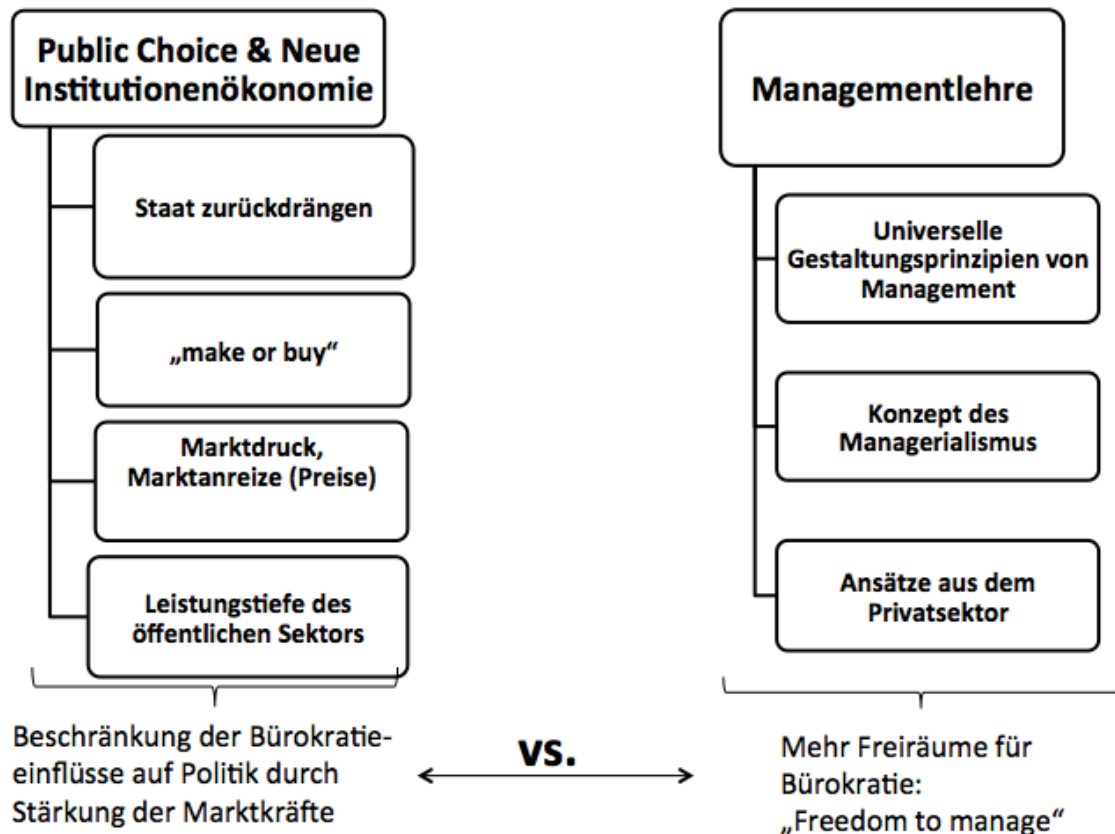 Public Choice & Neue
Institutionenökonomie
Staat zurückdrängen
„make or buy“
Marktdruck,
Marktanreize (Preise)
Leistungstiefe des
öffentlichen Sektors
Beschränkung der Bürokratie-
einflüsse auf Politik durch
Stärkung der Marktkräfte
vs.
Managementlehre
Universelle
Gestaltungsprinzipien von
Management
Konzept des
Managerialismus
Ansätze aus dem
Privatsektor
Mehr Freiräume für
Bürokratie:
„Freedom to manage“